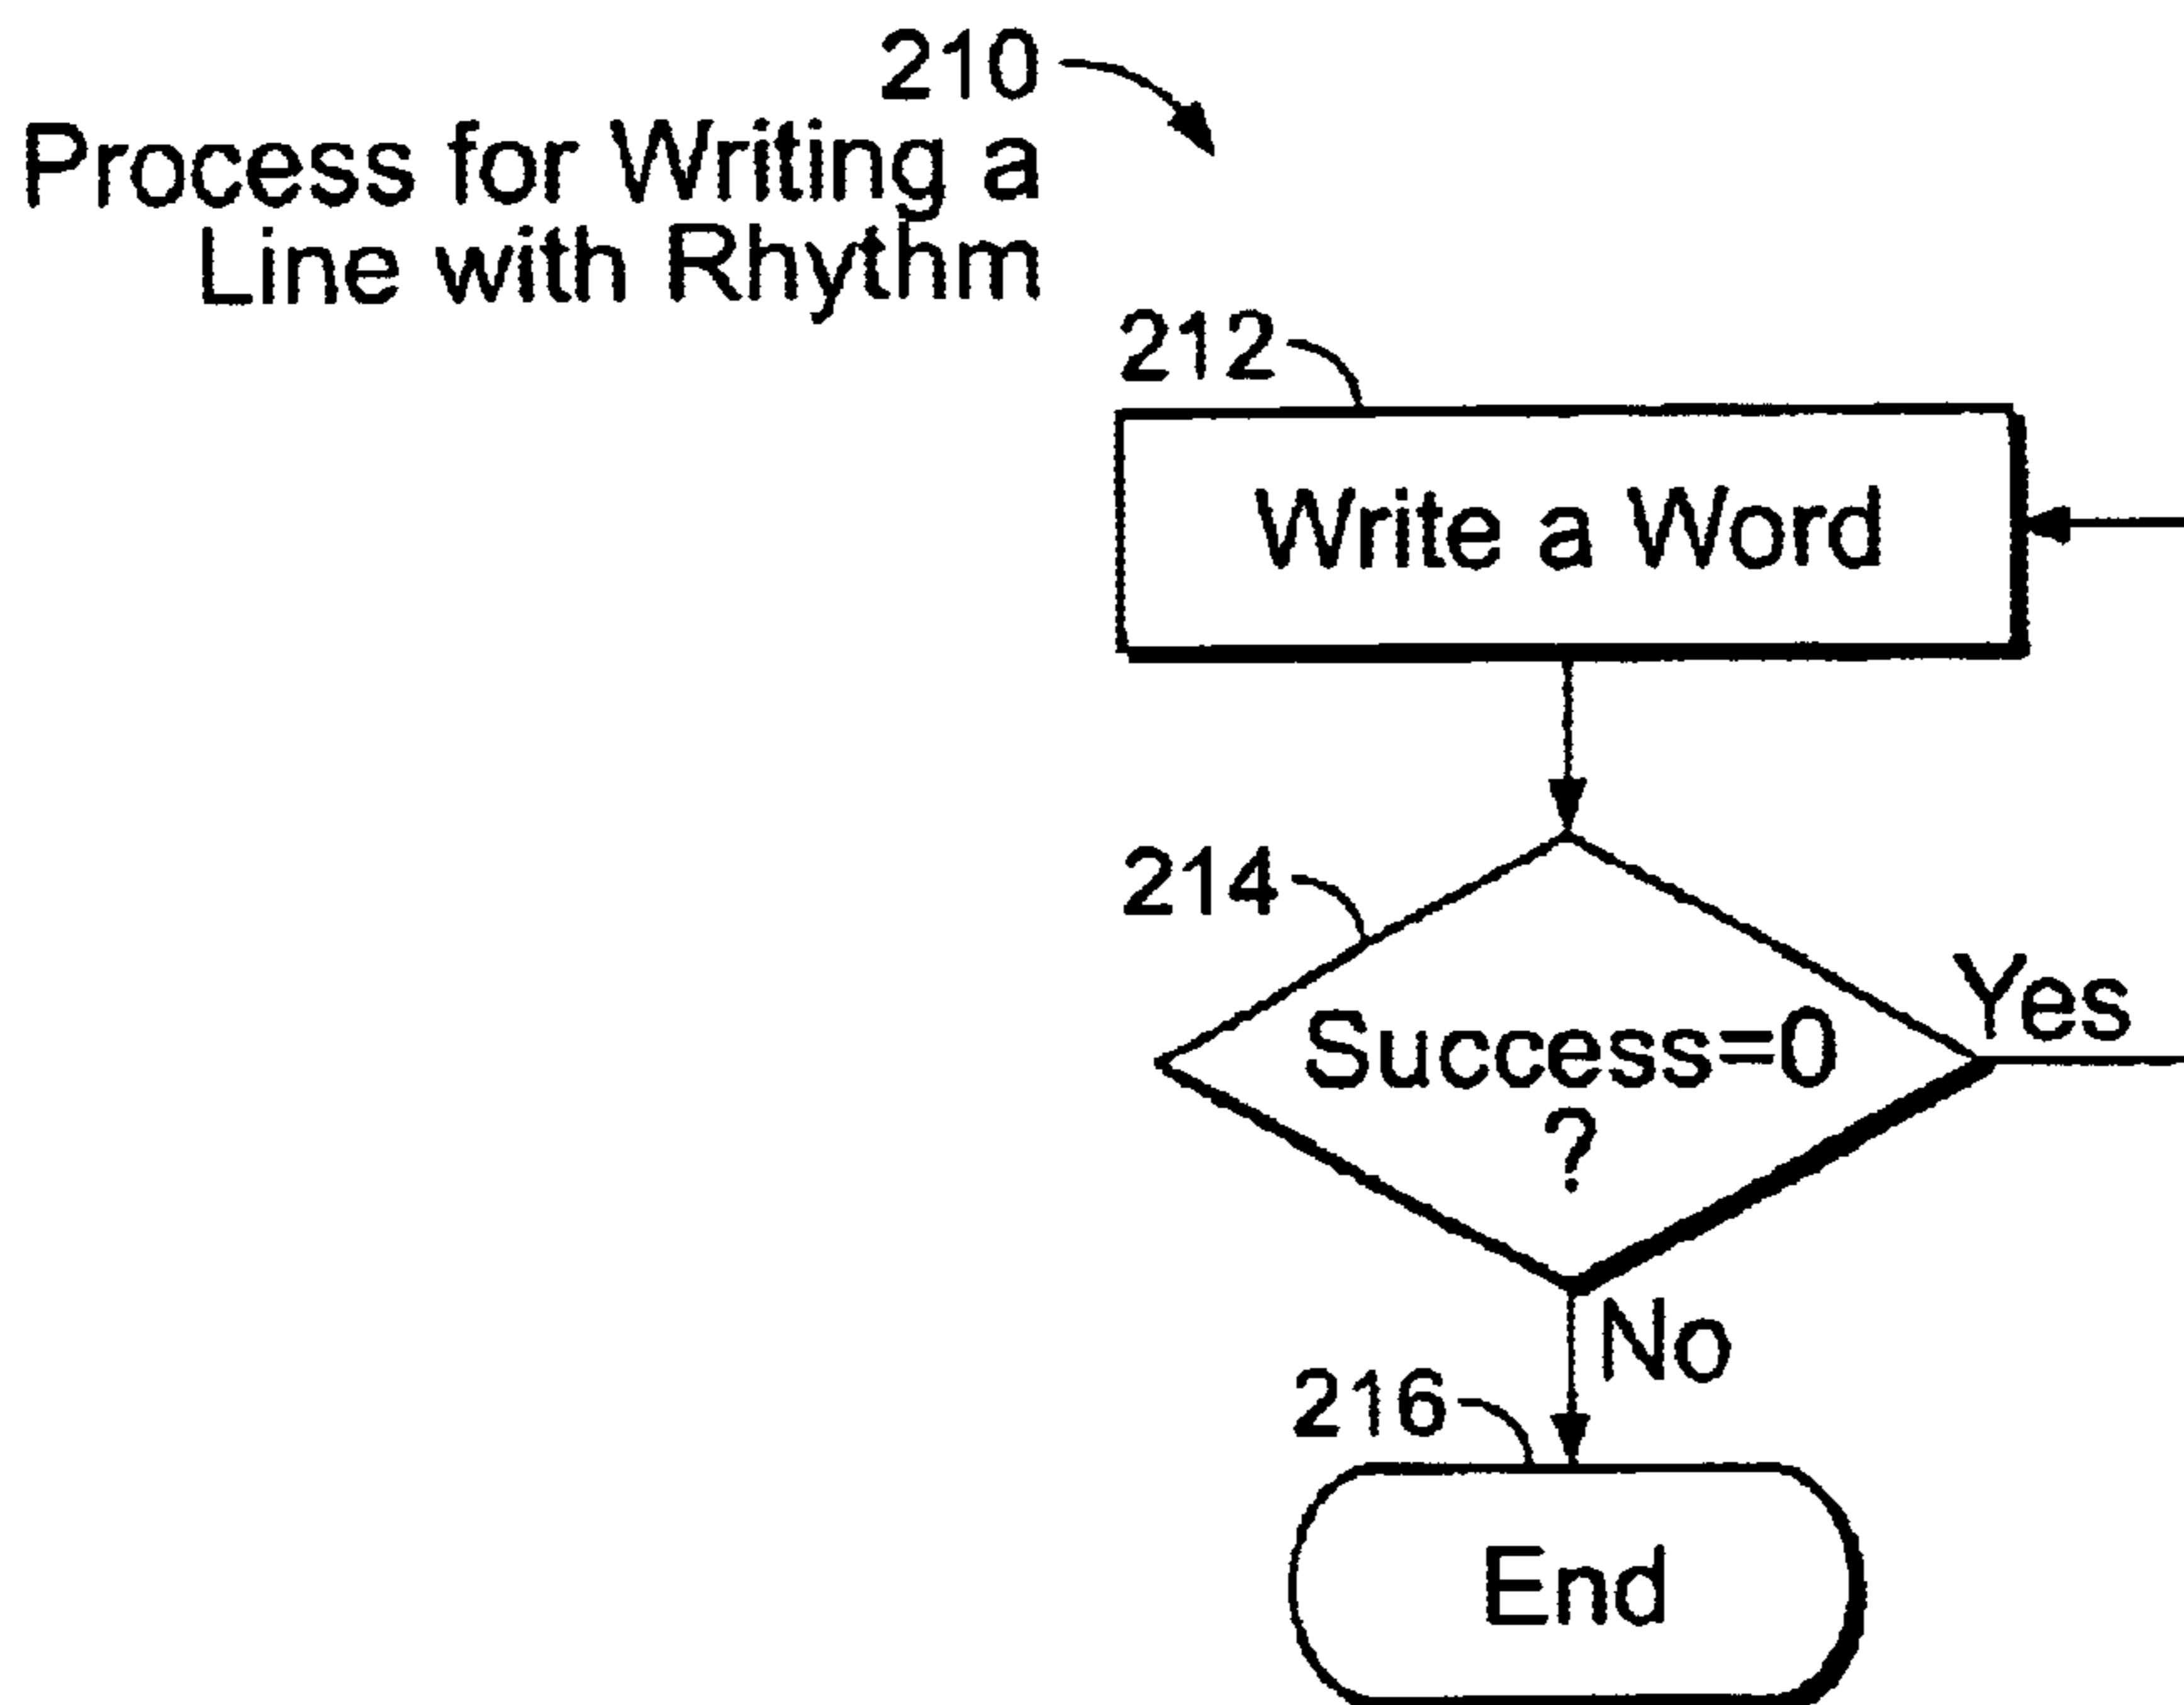 210
Process for Writing a
Line with Rhythm
212
Write a Word
214
Yes
Success=0
?
No
216
End